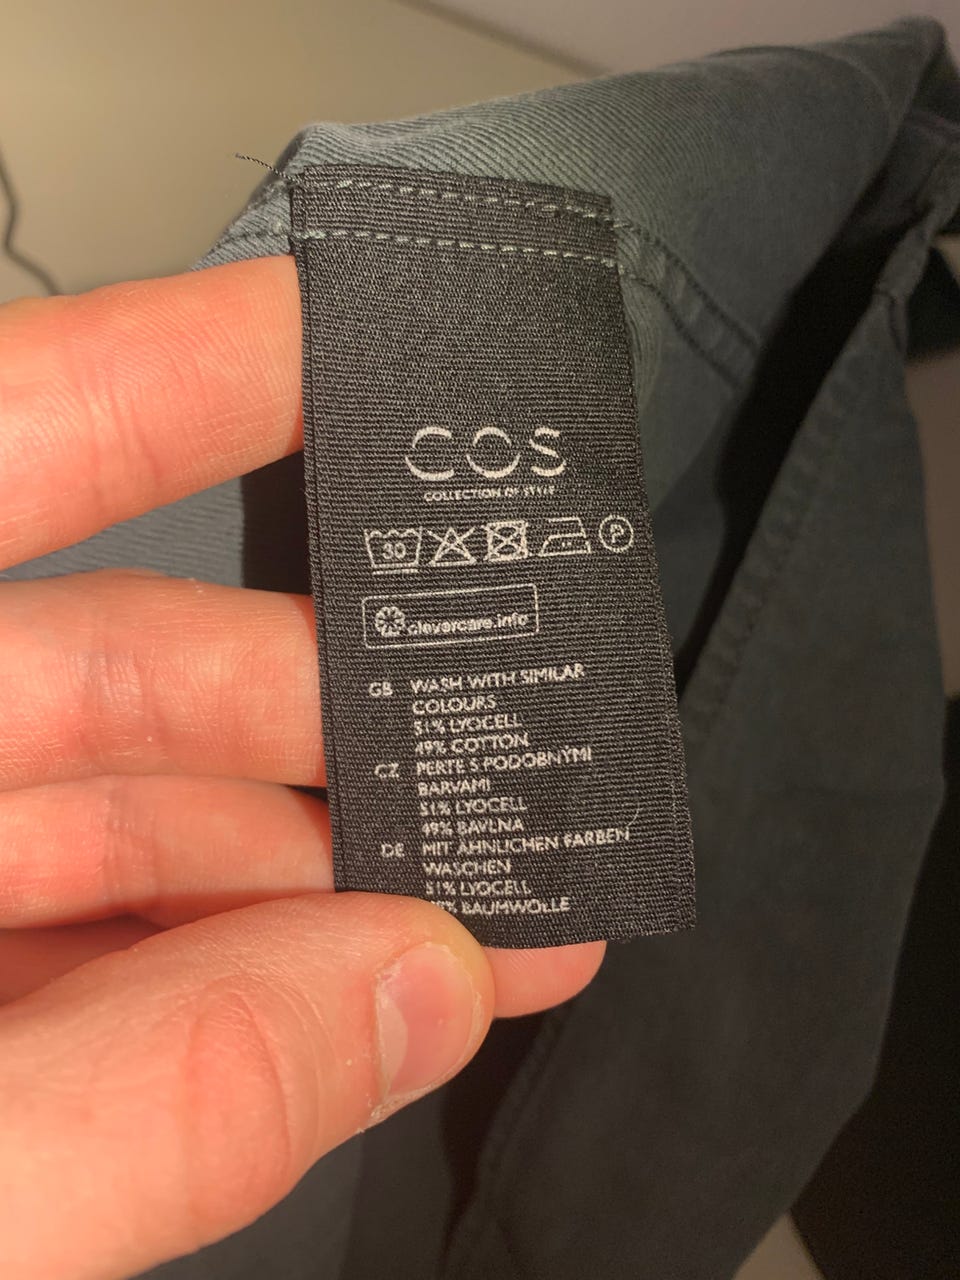 COS
COLLECTION OF STYLE
30 P
clevercare.info
GB WASH WITH SIMILAR
COLOURS
51% LYOCELL
49% COTTON
CZ PERTE S PODOBNÝMI
BARVAMI
51% LYOCELL
49% BAVLNA
DE MIT ÄHNLICHEN FARBEN
WASCHEN
51% LYOCELL
BAUMWOLLE